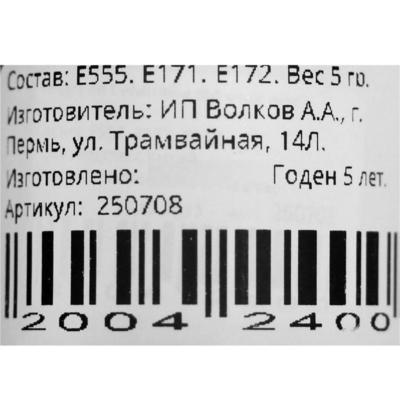 Состав: E555. E171. E172. Вес 5 гр.
Изготовитель: ИП Волков А.А., г.
Пермь, ул. Трамвайная, 14Л.
Изготовлено: Годен 5 лет.
Артикул: 250708
2004 2400